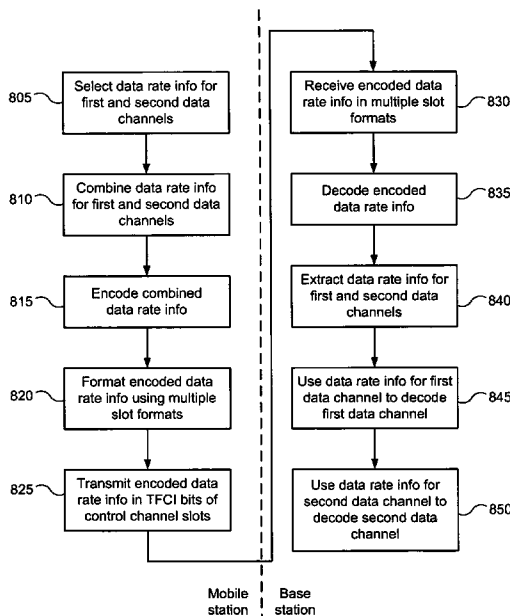 805
Select data rate info for
first and second data
channels
810
Combine data rate info
for first and second data
channels
815
Encode combined
data rate info
820
Format encoded data
rate info using multiple
slot formats
825
Transmit encoded data
rate info in TFCI bits of
control channel slots
Mobile
station
Receive encoded data
rate info in multiple slot
formats
830
Decode encoded
data rate info
835
Extract data rate info for
first and second data
channels
840
Use data rate info for first
data channel to decode
first data channel
845
Use data rate info for
second data channel to
decode second data
channel
850
Base
station